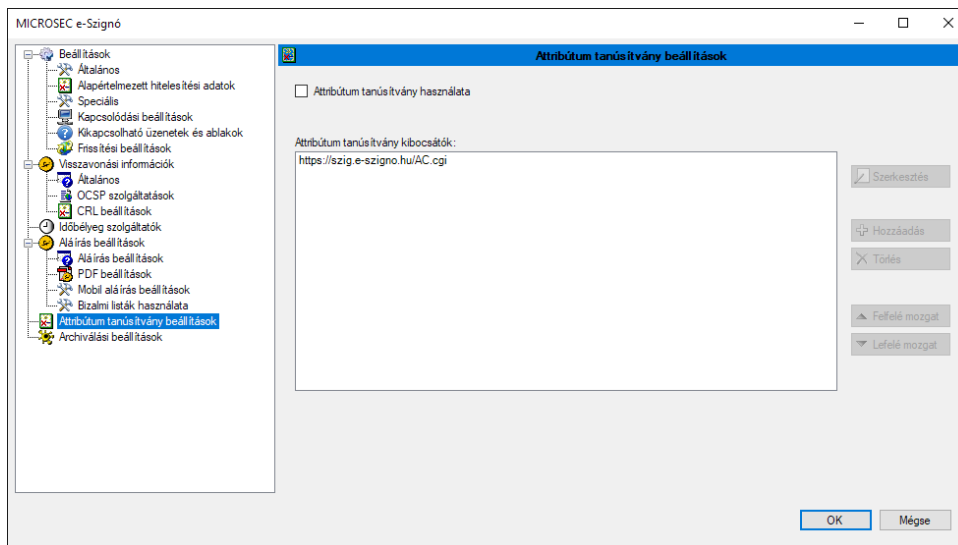 MICROSEC e-Szignó
Beállítások
Általános
Alapértelmezett hitelesítési adatok
Speciális
Kapcsolódási beállítások
Kikapcsolható üzenetek és ablakok
Frissítési beállítások
Visszavonási információk
Általános
OCSP szolgáltatások
CRL beállítások
Időbélyeg szolgáltatók
Aláírás beállítások
Aláírás beállítások
PDF beállítások
Mobil aláírás beállítások
Bizalmi listák használata
Attribútum tanúsítvány beállítások
Archiválási beállítások
Attribútum tanúsítvány beállítások
Attribútum tanúsítvány használata
Attribútum tanúsítvány kibocsátók:
https://szig.e-szigno.hu/AC.cgi
Szerkesztés
Hozzáadás
Törlés
Felfelé mozgat
Lefelé mozgat
OK
Mégse